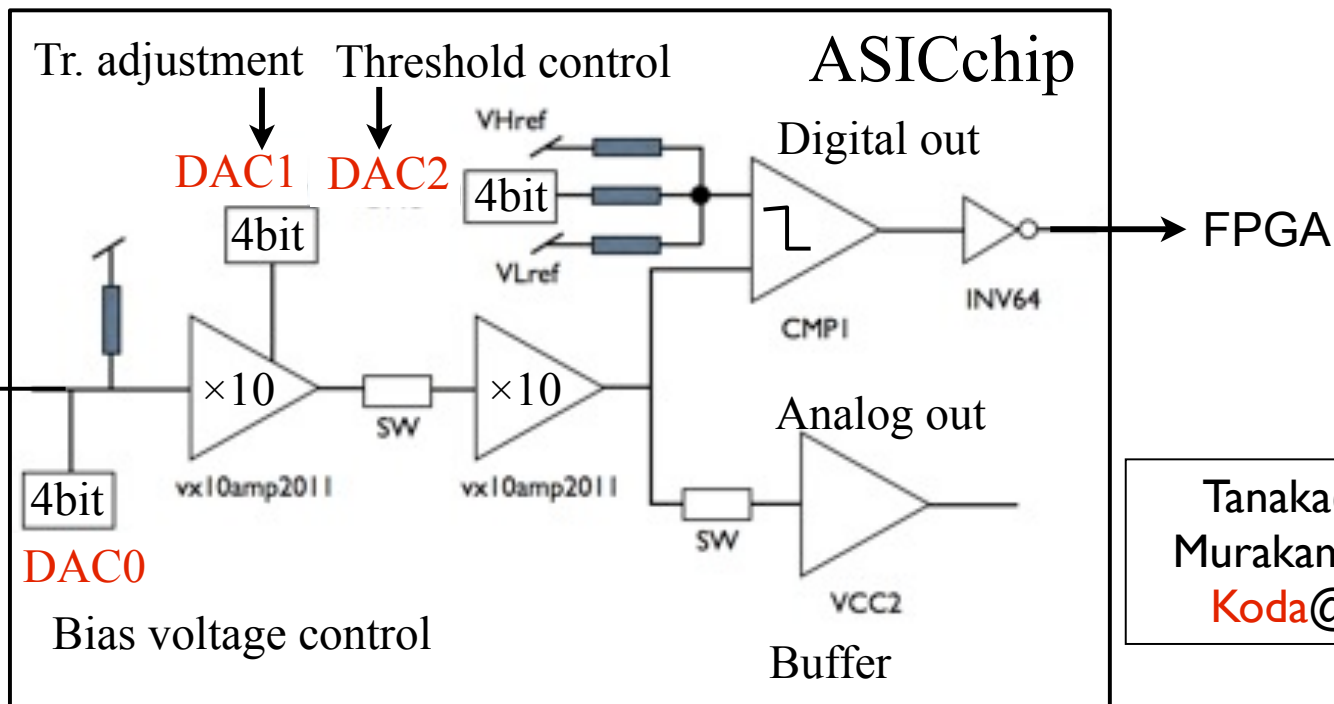 ASICchip
Tr. adjustment
Threshold control
DAC1
DAC2
4bit
VHref
4bit
VLref
Digital out
CMP1
INV64
FPGA
×10
vx10amp2011
SW
×10
vx10amp2011
4bit
DAC0
Bias voltage control
Analog out
SW
VCC2
Buffer
Tanaka
Murakan
Koda@